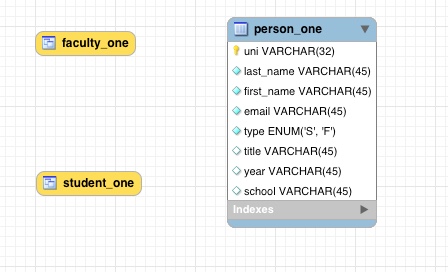 faculty_one
person_one
uni VARCHAR(32)
last_name VARCHAR(45)
first_name VARCHAR(45)
email VARCHAR(45)
type ENUM('S', 'F')
title VARCHAR(45)
year VARCHAR(45)
school VARCHAR(45)
Indexes
student_one